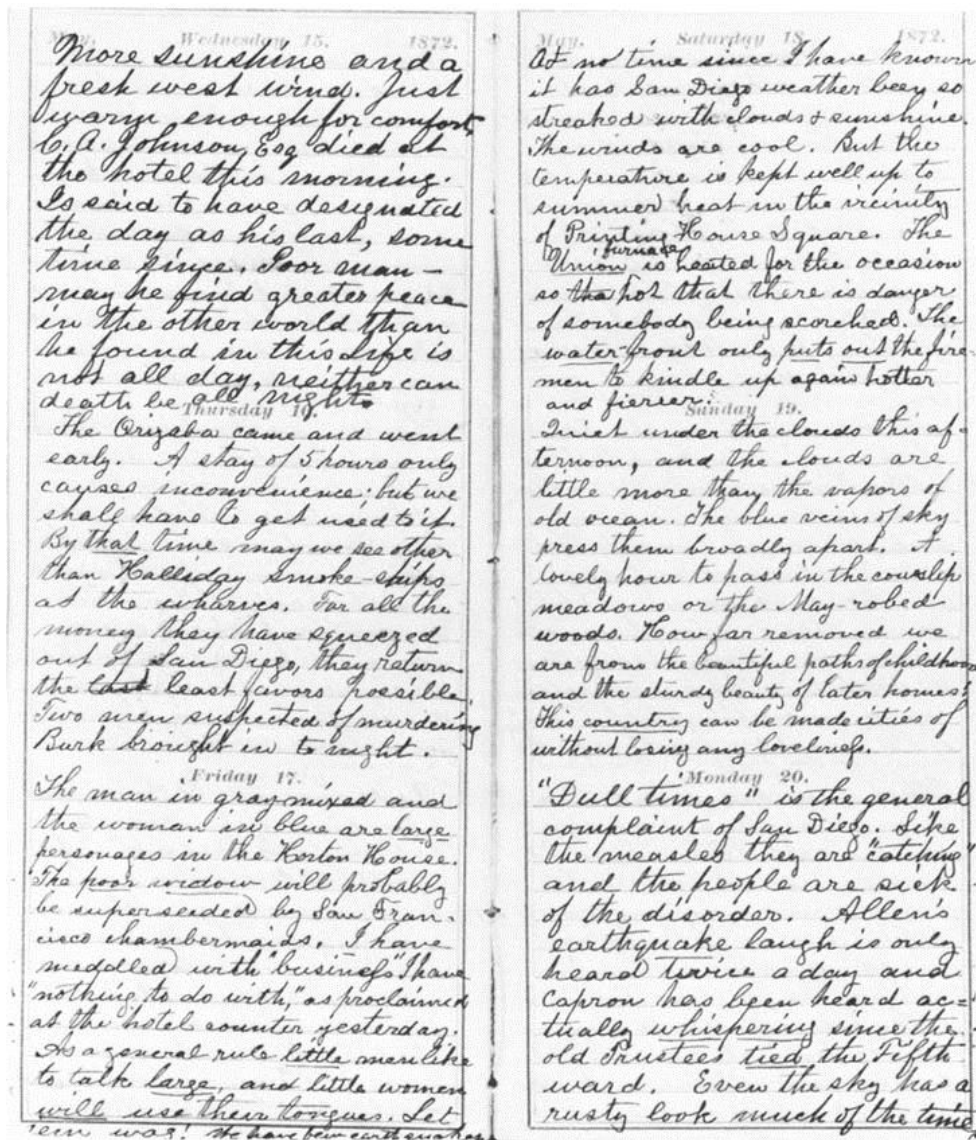 May, Wednesday 15, 1872.
More sunshine and a
fresh west wind. Just
warm enough for comfort.
C. A. Johnson, Esq died at
the hotel this morning.
Is said to have designated
the day as his last, some
time since. Poor man —
may he find greater peace
in the other world than
he found in this. Life is
not all day, neither can
death be all night.
Thursday 16.
The Orizaba came and went
early. A stay of 5 hours only
causes inconvenience; but we
shall have to get used to it.
By that time may we see other
than Halliday smoke-ships
at the wharves. For all the
money they have squeezed
out of San Diego, they return
the last least favors possible.
Two men suspected of murdering
Burk brought in to night.
Friday 17.
The man in gray mixed and
the woman in blue are large
personages in the Horton House.
The poor widow will probably
be superseeded by San Fran-
cisco chambermaids. I have
meddled with "business" I have
"nothing to do with," as proclaimed
at the hotel counter yesterday.
As a general rule little men like
to talk large, and little women
will use their tongues. Let
'em wag! We have few earthquakes
May, Saturday 18, 1872.
At no time since I have known
it has San Diego weather been so
streaked with clouds & sunshine.
The winds are cool. But the
temperature is kept well up to
summer heat in the vicinity
of Printing House Square. The
Union furnace is heated for the occasion
so hot that there is danger
of somebody being scorched. The
water-front only puts out the fire-
men to kindle up again hotter
and fiercer.
Sunday 19.
Quiet under the clouds this af-
ternoon, and the clouds are
little more than the vapors of
old ocean. The blue veins of sky
press them broadly apart. A
lovely hour to pass in the cowslip
meadows or the May-robed
woods. How far removed we
are from the beautiful paths of childhood
and the sturdy beauty of later homes!
This country can be made cities of
without losing any loveliness.
Monday 20.
"Dull times" is the general
complaint of San Diego. Like
the measles they are "catching"
and the people are sick
of the disorder. Allen's
earthquake laugh is only
heard twice a day and
Capron has been heard ac-
tually whispering since the
old Trustees tied the Fifth
ward. Even the sky has a
rusty look much of the time.